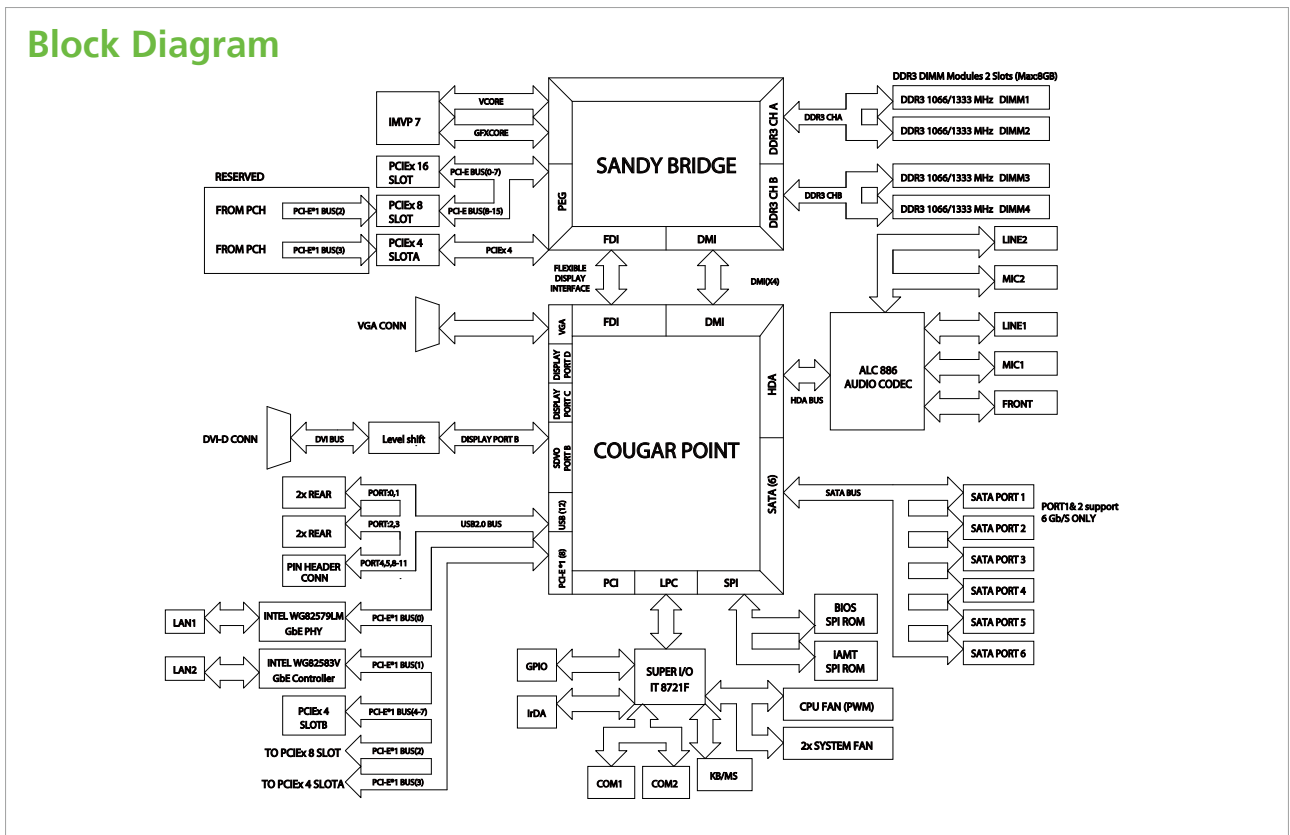 Block Diagram
DDR3 DIMM Modules 2 Slots (Max:8GB)
IMVP 7
VCORE
GFXCORE
SANDY BRIDGE
DDR3 CH A
DDR3 CH B
PEG
FDI
DMI
DDR3 CHA
DDR3 1066/1333 MHz DIMM1
DDR3 1066/1333 MHz DIMM2
DDR3 CHB
DDR3 1066/1333 MHz DIMM3
DDR3 1066/1333 MHz DIMM4
RESERVED
FROM PCH
PCI-E*1 BUS(2)
FROM PCH
PCI-E*1 BUS(3)
PCIEx 16
SLOT
PCI-E BUS(0-7)
PCIEx 8
SLOT
PCI-E BUS(8-15)
PCIEx 4
SLOTA
PCIEx 4
FLEXIBLE
DISPLAY
INTERFACE
DMI(X4)
LINE2
MIC2
LINE1
MIC1
FRONT
ALC 886
AUDIO CODEC
HDA BUS
VGA CONN
VGA
FDI
DMI
DISPLAY
PORT D
DISPLAY
PORT C
SDVO
PORT B
USB (12)
PCI-E *1 (8)
HDA
SATA (6)
COUGAR POINT
PCI
LPC
SPI
DVI-D CONN
DVI BUS
Level shift
DISPLAY PORT B
2x REAR
PORT:0,1
2x REAR
PORT:2,3
USB2.0 BUS
PIN HEADER
CONN
PORT4,5,8-11
SATA BUS
SATA PORT 1
SATA PORT 2
SATA PORT 3
SATA PORT 4
SATA PORT 5
SATA PORT 6
PORT1& 2 support
6 Gb/S ONLY
LAN1
INTEL WG82579LM
GbE PHY
PCI-E*1 BUS(0)
LAN2
INTEL WG82583V
GbE Controller
PCI-E*1 BUS(1)
PCIEx 4
SLOTB
PCI-E*1 BUS(4-7)
TO PCIEx 8 SLOT
PCI-E*1 BUS(2)
TO PCIEx 4 SLOTA
PCI-E*1 BUS(3)
BIOS
SPI ROM
IAMT
SPI ROM
GPIO
IrDA
SUPER I/O
IT 8721F
CPU FAN (PWM)
2x SYSTEM FAN
COM1
COM2
KB/MS